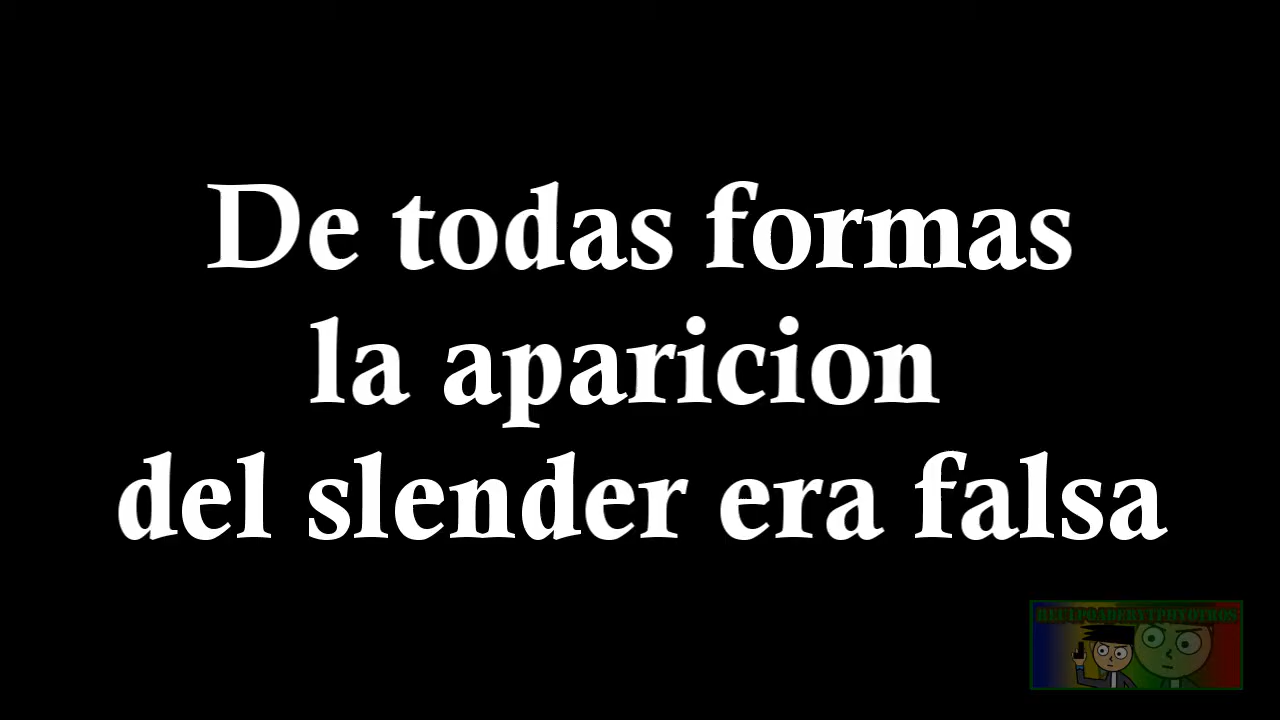 De todas formas
la aparicion
del slender era falsa